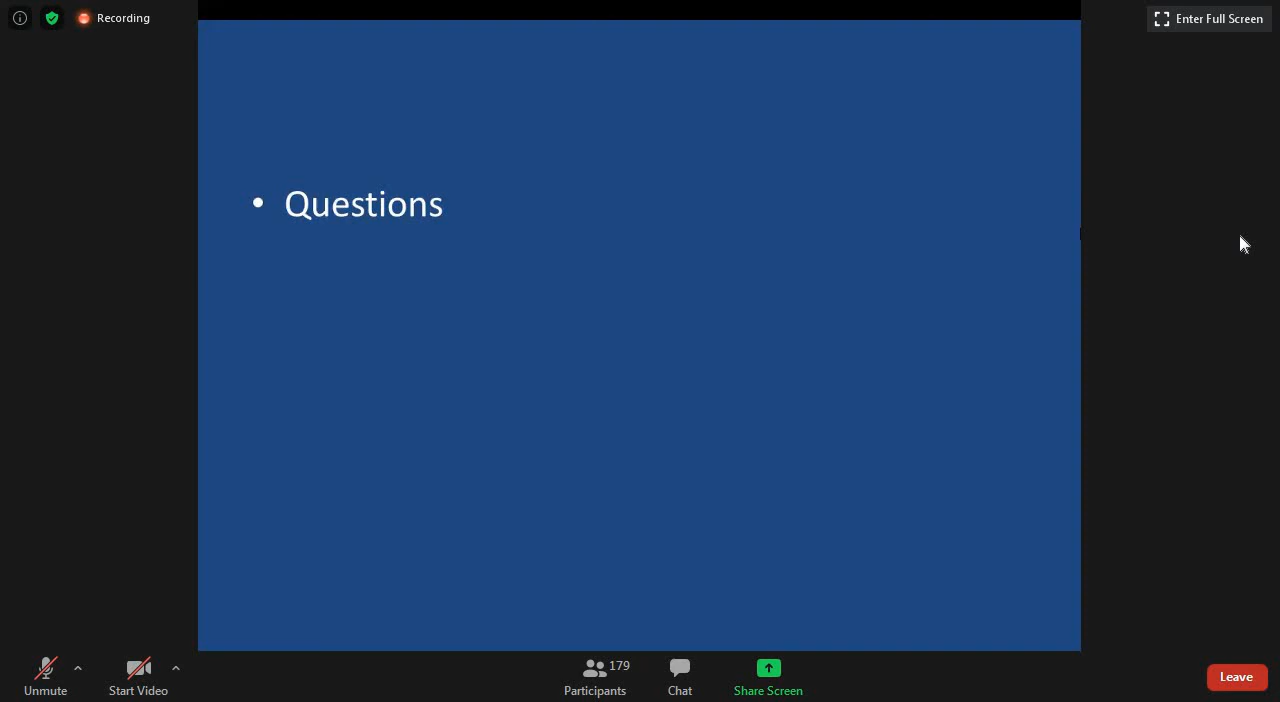 Recording
Enter Full Screen
• Questions
Unmute
Start Video
179
Participants
Chat
Share Screen
Leave